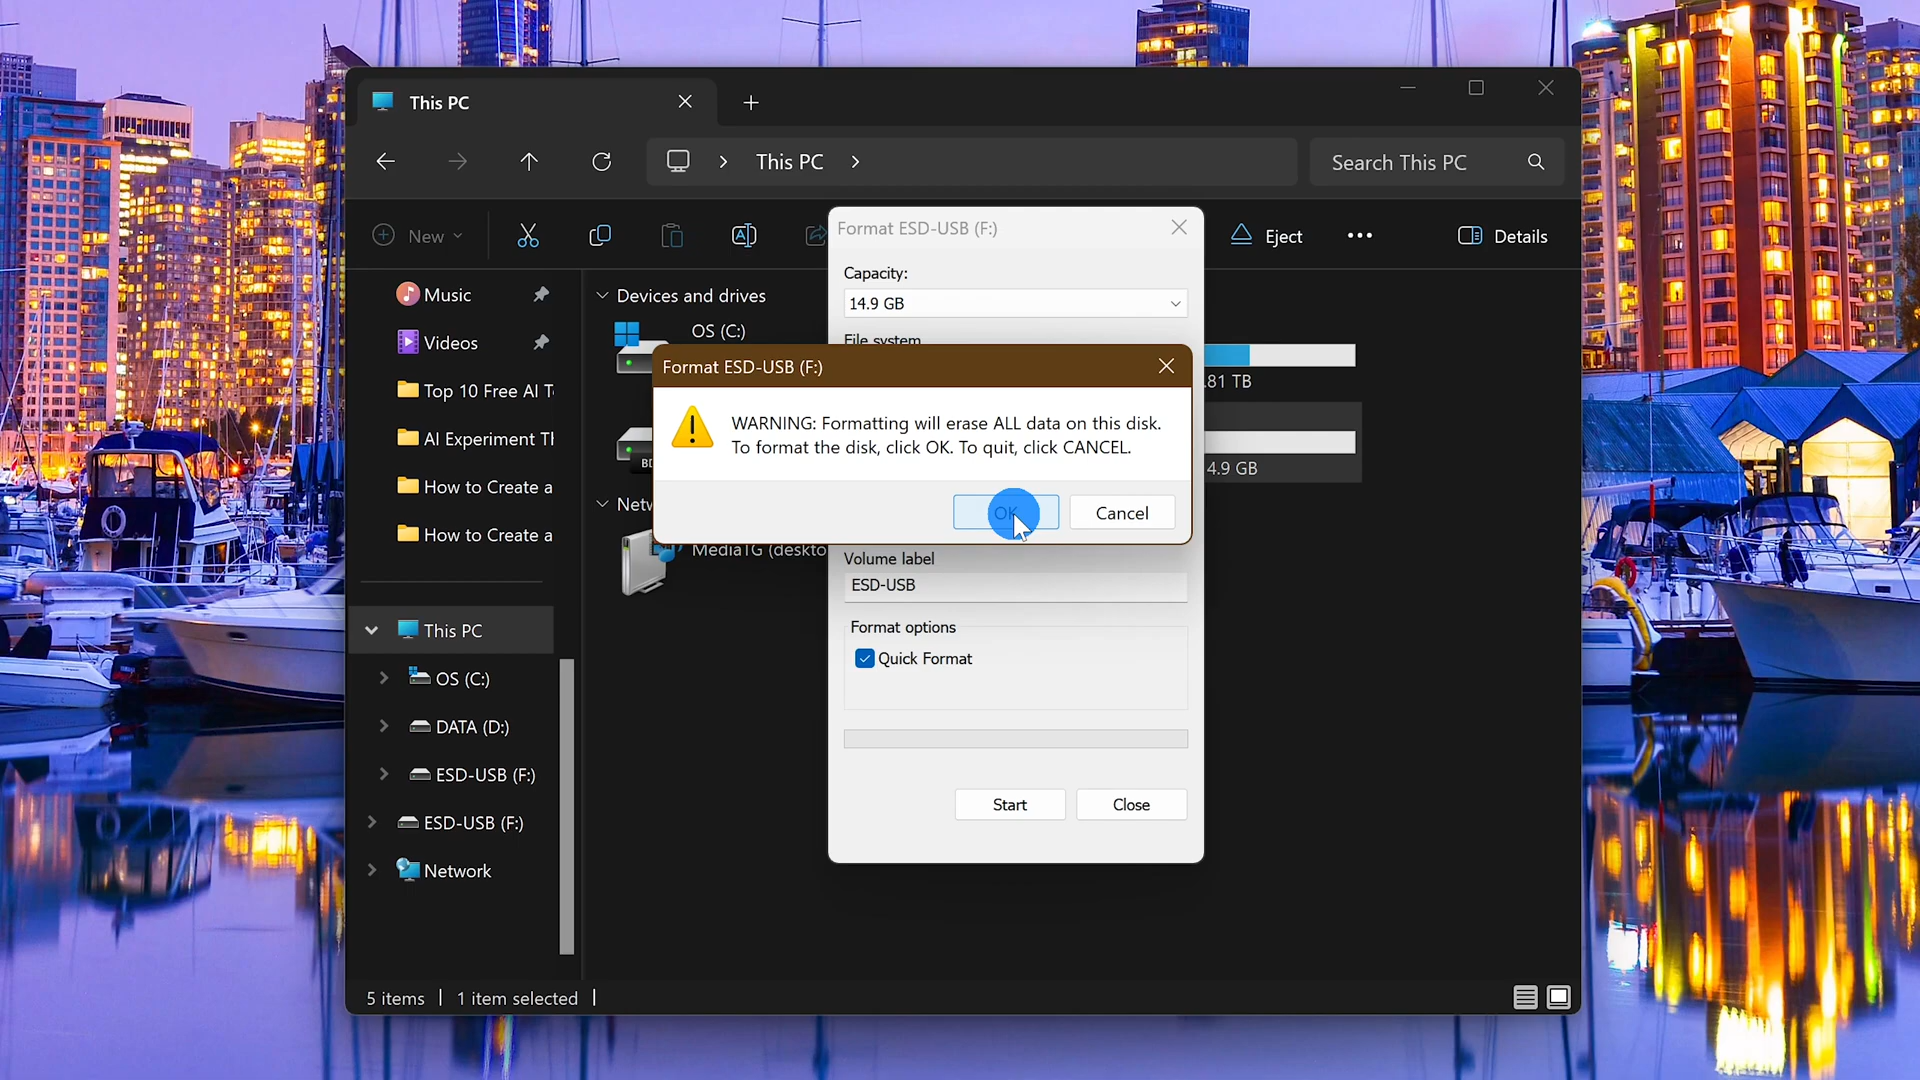 This PC
This PC
Search This PC
New
Eject
Details
Music
Videos
Top 10 Free AI
AI Experiment
How to Create a
How to Create a
This PC
OS (C:)
DATA (D:)
ESD-USB (F:)
ESD-USB (F:)
Network
Devices and drives
OS (C:)
81 TB
4.9 GB
MediaTG (deskto
Format ESD-USB (F:)
Capacity:
14.9 GB
File system
Format ESD-USB (F:)
WARNING: Formatting will erase ALL data on this disk.
To format the disk, click OK. To quit, click CANCEL.
OK
Cancel
Volume label
ESD-USB
Format options
Quick Format
Start
Close
5 items
1 item selected